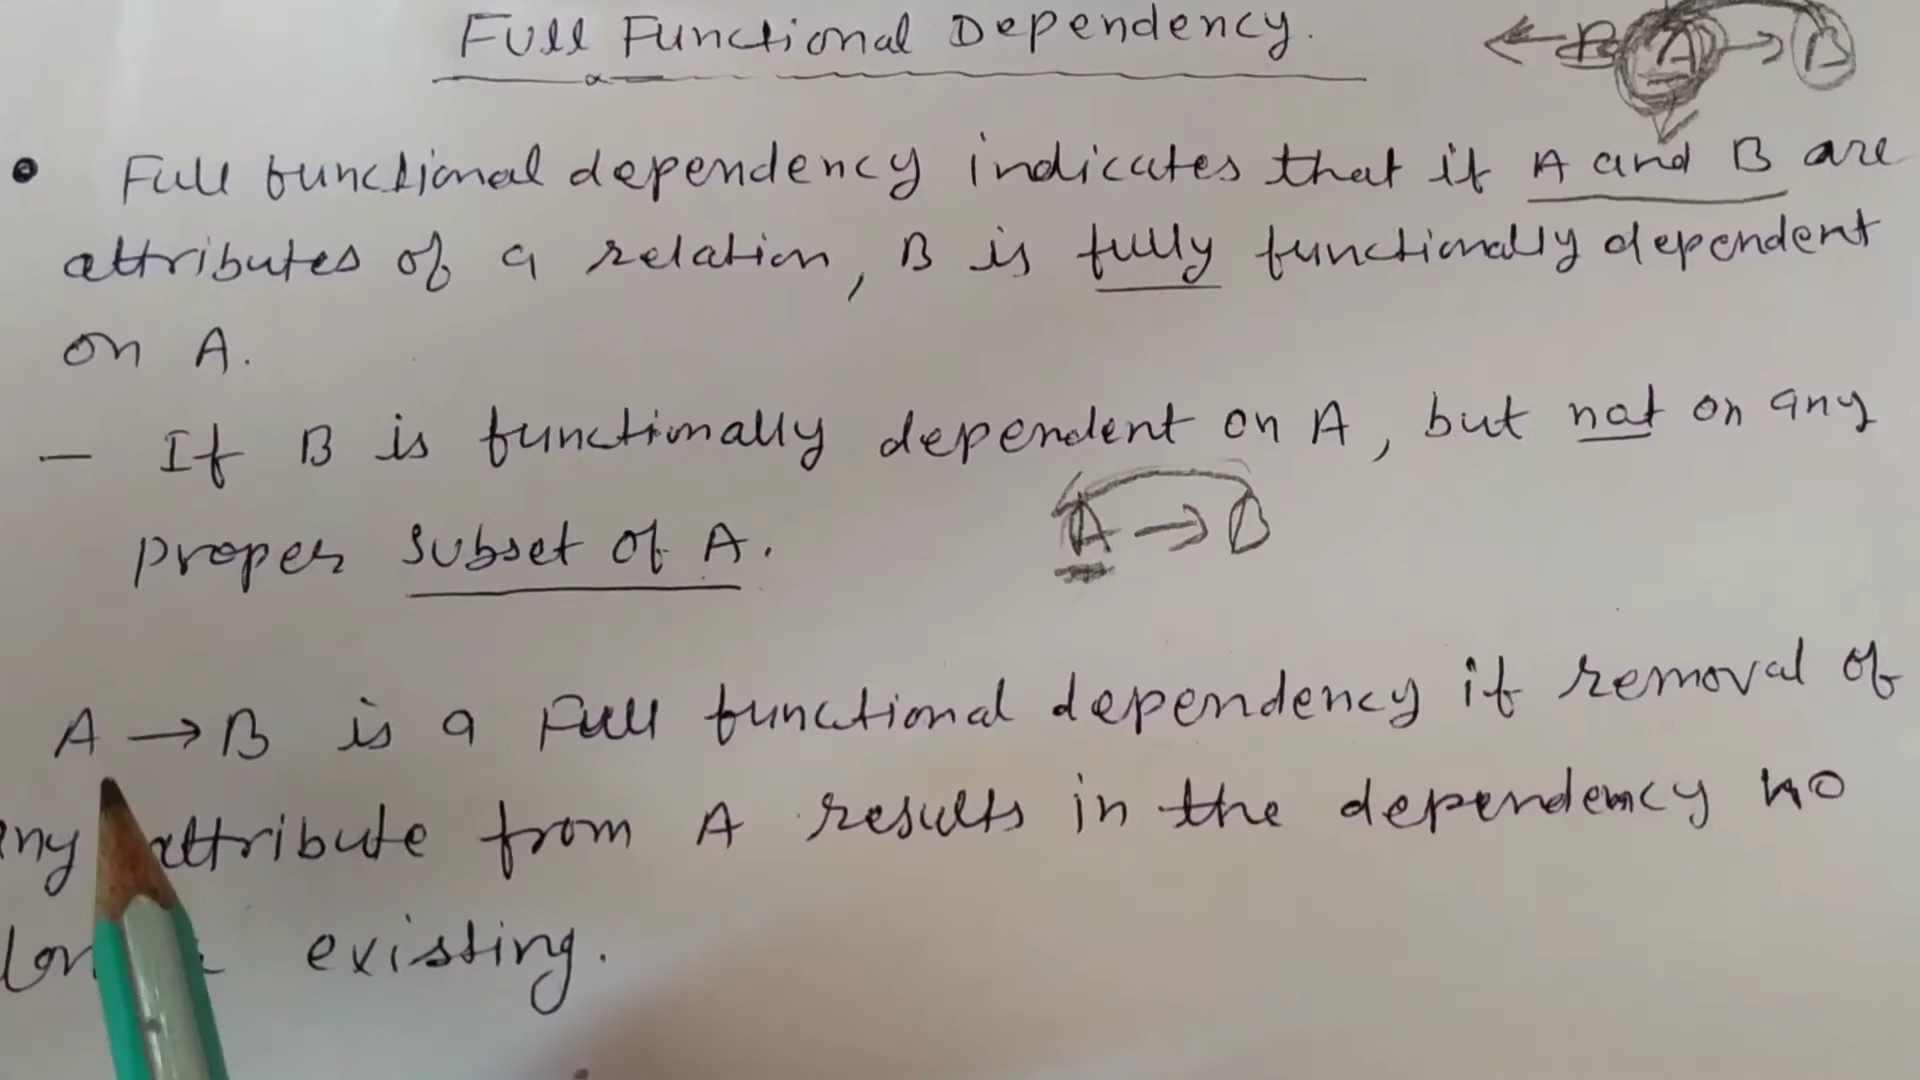 Full Functional Dependency.
← B A → B
• Full functional dependency indicates that if A and B are
attributes of a relation, B is fully functionally dependent
on A.
– If B is functionally dependent on A, but not on any
proper subset of A.
A → B
A → B is a Full functional dependency if removal of
any attribute from A results in the dependency no
existing.